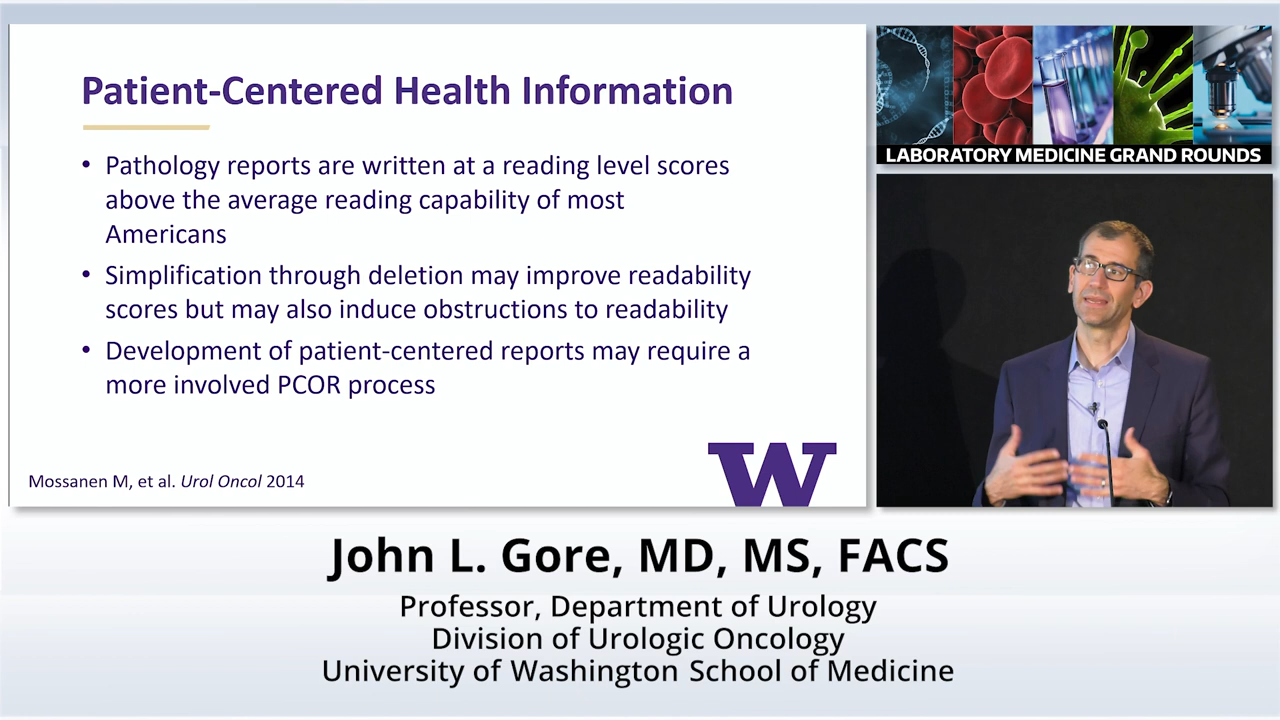 Patient-Centered Health Information
• Pathology reports are written at a reading level scores
above the average reading capability of most
Americans
• Simplification through deletion may improve readability
scores but may also induce obstructions to readability
• Development of patient-centered reports may require a
more involved PCOR process
Mossanen M, et al. Urol Oncol 2014
W
LABORATORY MEDICINE GRAND ROUNDS
John L. Gore, MD, MS, FACS
Professor, Department of Urology
Division of Urologic Oncology
University of Washington School of Medicine